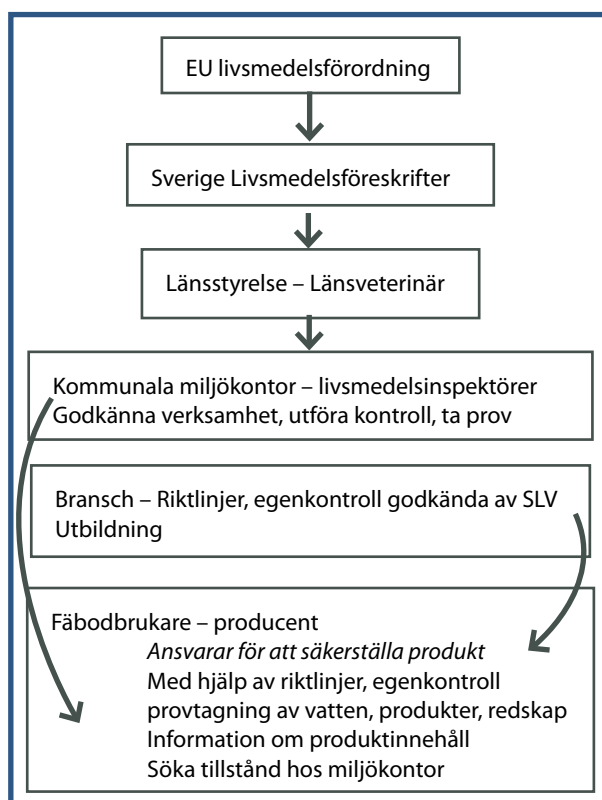 EU livsmedelsförordning
Sverige Livsmedelsföreskrifter
Länsstyrelse – Länsveterinär
Kommunala miljökontor – livsmedelsinspektörer
Godkänna verksamhet, utföra kontroll, ta prov
Bransch – Riktlinjer, egenkontroll godkända av SLV
Utbildning
Fäbodbrukare – producent
Ansvarar för att säkerställa produkt
Med hjälp av riktlinjer, egenkontroll
provtagning av vatten, produkter, redskap
Information om produktinnehåll
Söka tillstånd hos miljökontor